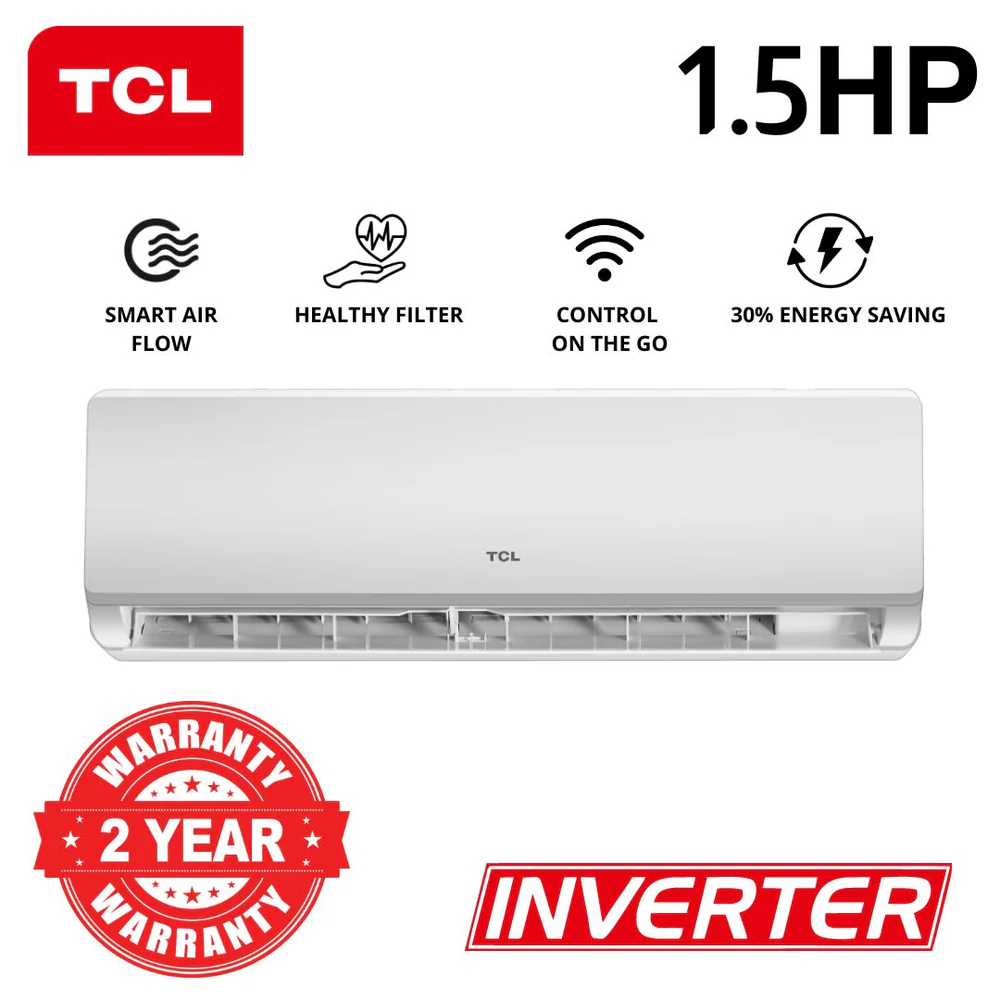 TCL
1.5HP
SMART AIR
FLOW
HEALTHY FILTER
CONTROL
ON THE GO
30% ENERGY SAVING
TCL
WARRANTY
2 YEAR
WARRANTY
INVERTER